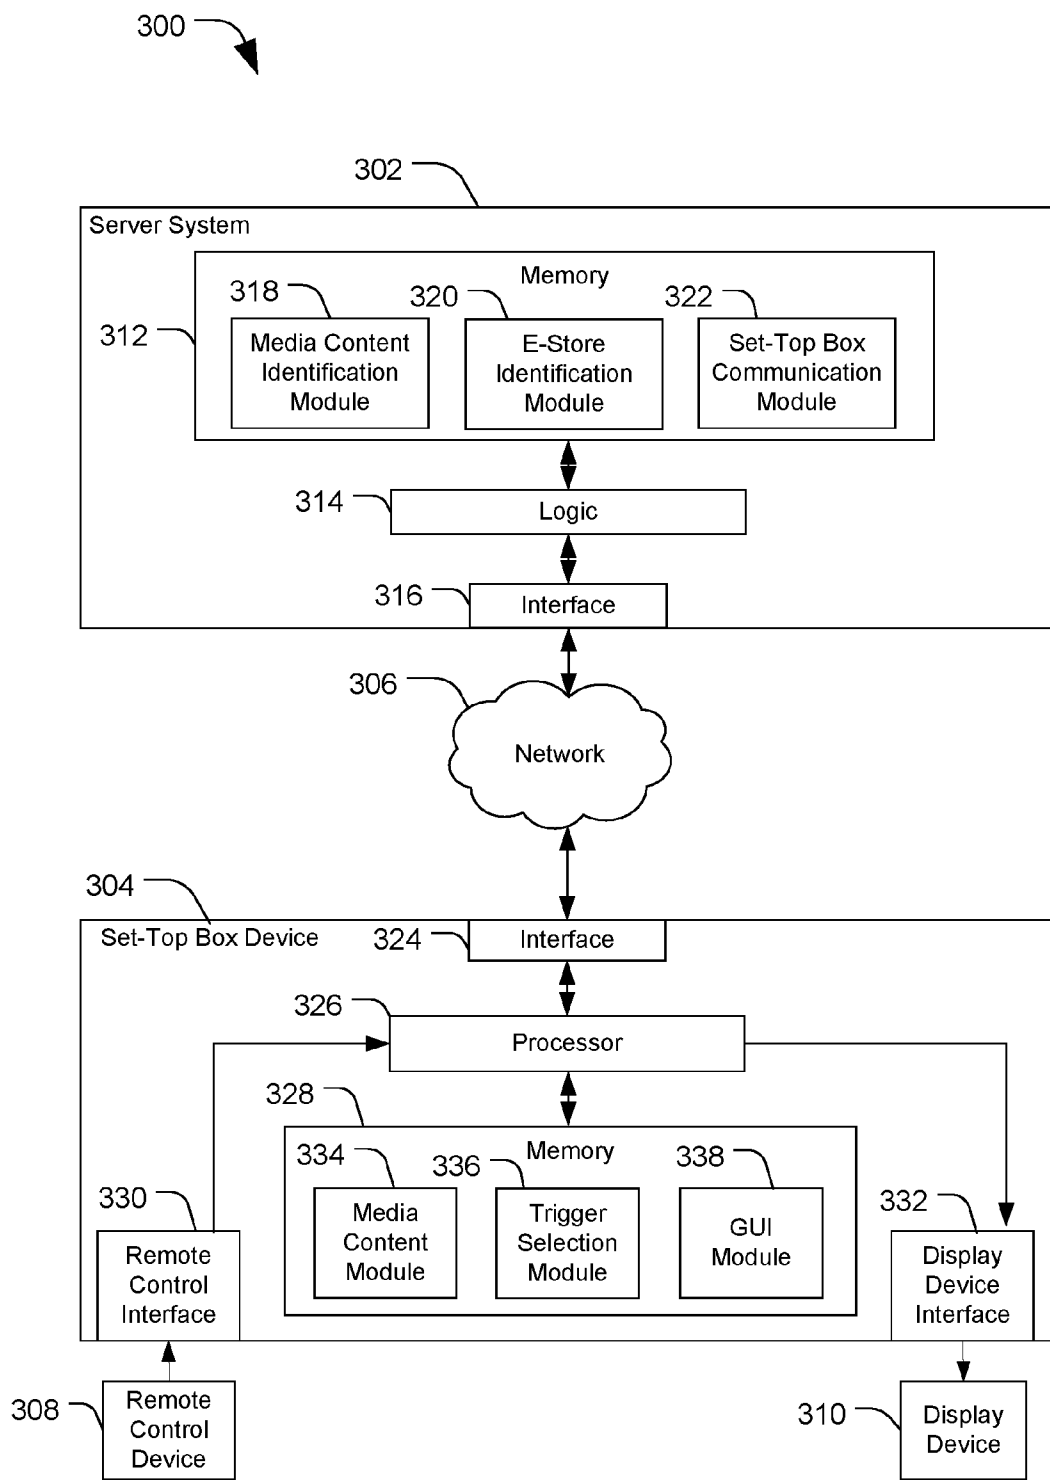 300
302
Server System
Memory
318
320
322
312
Media Content
Identification
Module
E-Store
Identification
Module
Set-Top Box
Communication
Module
314
Logic
316
Interface
306
Network
304
Set-Top Box Device
324
Interface
326
Processor
328
Memory
334
336
338
330
332
Media
Content
Module
Trigger
Selection
Module
GUI
Module
Remote
Control
Interface
Display
Device
Interface
308
Remote
Control
Device
310
Display
Device